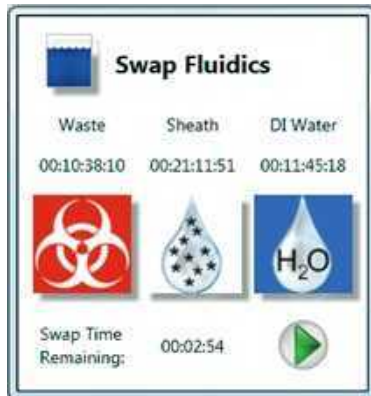 Swap Fluidics
Waste Sheath DI Water
00:10:38:10 00:21:11:51 00:11:45:18
H₂O
Swap Time
Remaining: 00:02:54